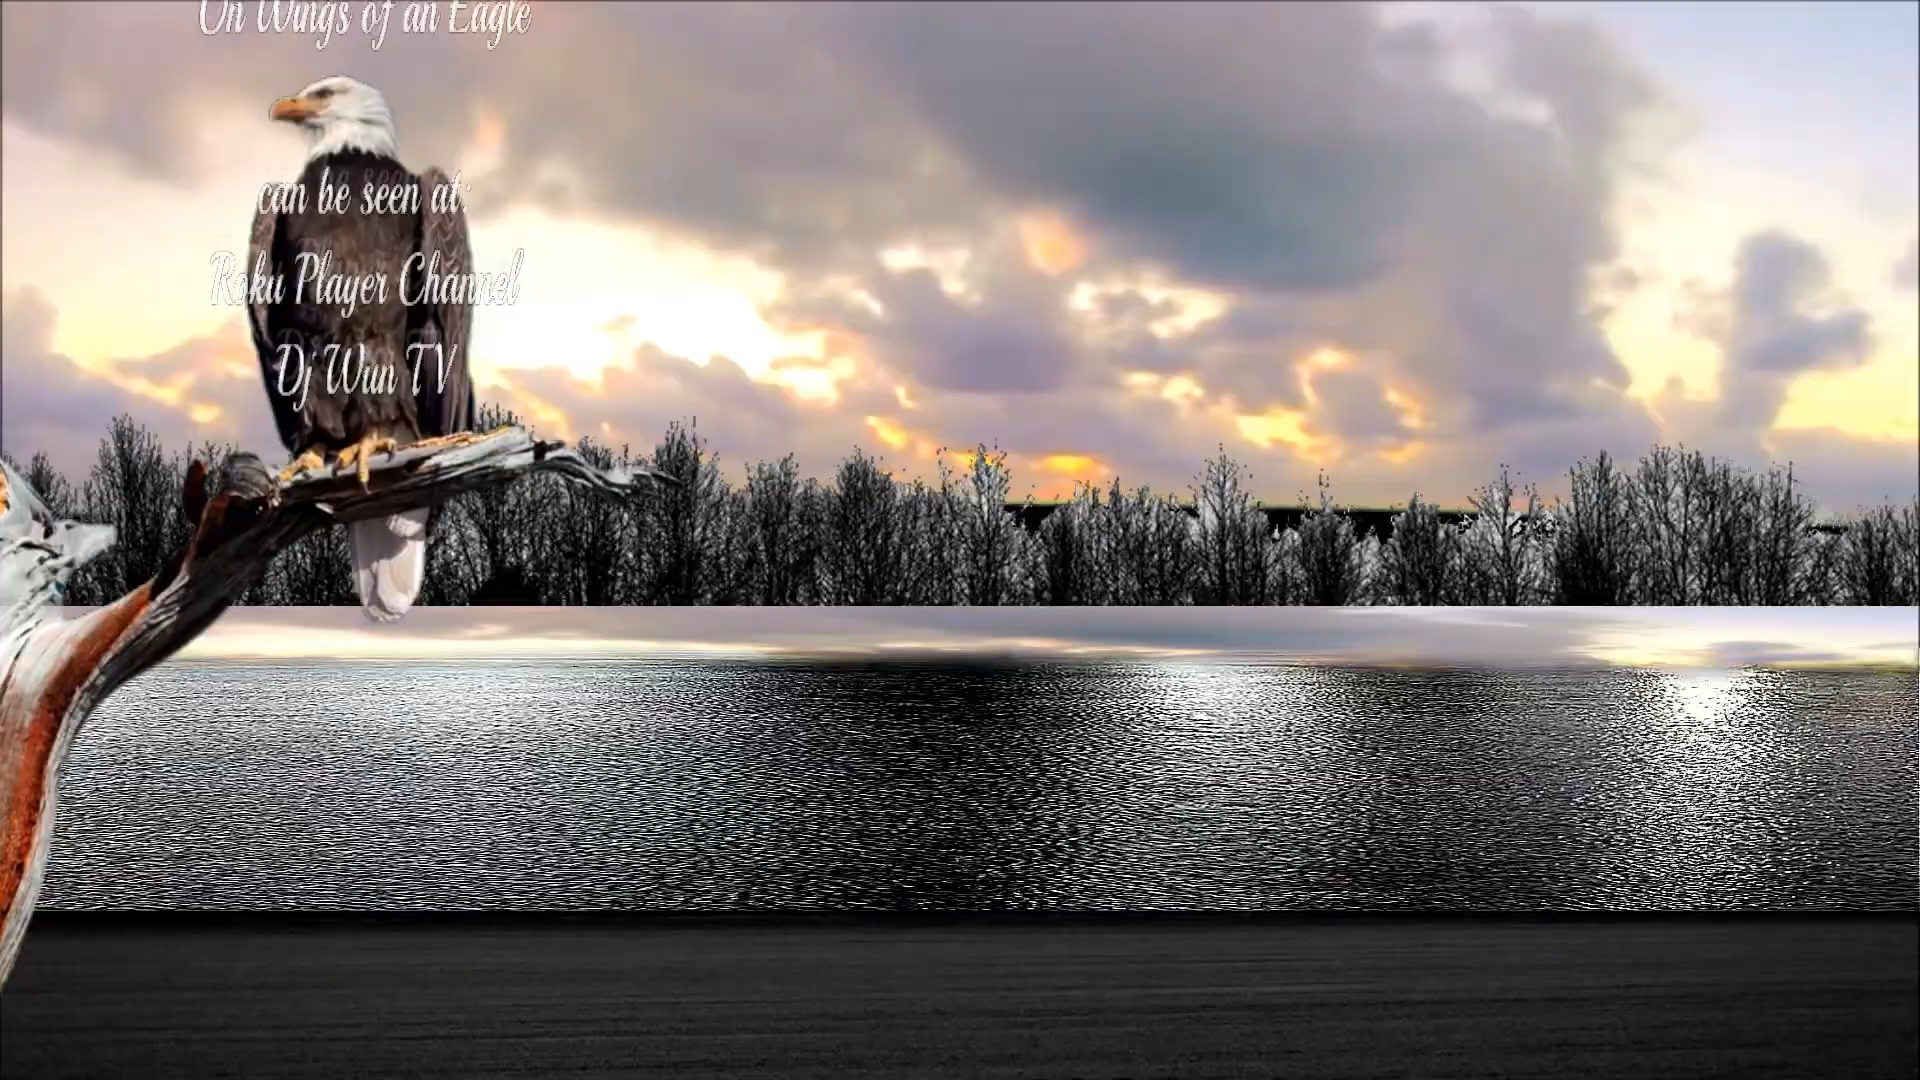 On Wings of an Eagle
can be seen at:
Roku Player Channel
Dj Wun TV